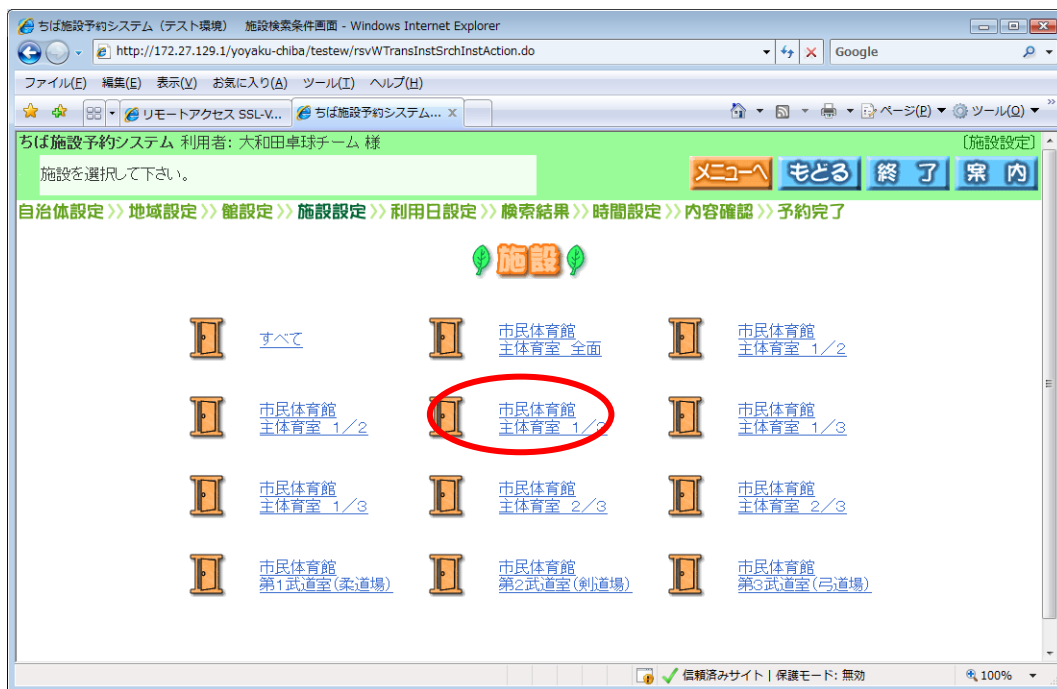 ちば施設予約システム（テスト環境）　施設検索条件画面 - Windows Internet Explorer
http://172.27.129.1/yoyaku-chiba/testew/rsvWTransInstSrchInstAction.do
Google
ファイル(F) 編集(E) 表示(V) お気に入り(A) ツール(T) ヘルプ(H)
リモートアクセス SSL-V...
ちば施設予約システム... X
ページ(P) ツール(O) »
ちば施設予約システム 利用者: 大和田卓球チーム 様 [施設設定]
施設を選択して下さい。
メニューへ もどる 終 了 案 内
自治体設定 >> 地域設定 >> 館設定 >> 施設設定 >> 利用日設定 >> 検索結果 >> 時間設定 >> 内容確認 >> 予約完了
施設
すべて
市民体育館
主体育室 全面
市民体育館
主体育室 1／2
市民体育館
主体育室 1／2
市民体育館
主体育室 1／3
市民体育館
主体育室 1／3
市民体育館
主体育室 1／3
市民体育館
主体育室 2／3
市民体育館
主体育室 2／3
市民体育館
第1武道室(柔道場)
市民体育館
第2武道室(剣道場)
市民体育館
第3武道室(弓道場)
信頼済みサイト | 保護モード: 無効
100%